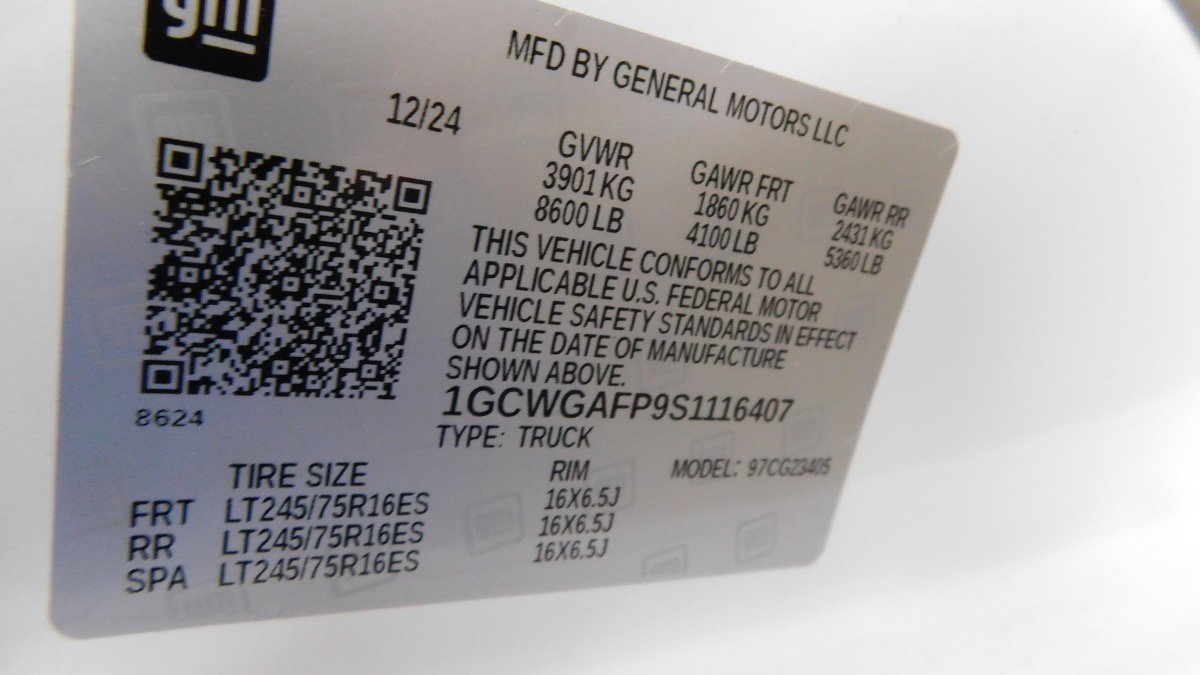 gm
MFD BY GENERAL MOTORS LLC
12/24
GVWR GAWR FRT GAWR RR
3901 KG 1860 KG 2431 KG
8600 LB 4100 LB 5360 LB
THIS VEHICLE CONFORMS TO ALL
APPLICABLE U.S. FEDERAL MOTOR
VEHICLE SAFETY STANDARDS IN EFFECT
ON THE DATE OF MANUFACTURE
SHOWN ABOVE.
1GCWGAFP9S1116407
8624
TYPE: TRUCK MODEL: 97CG23405
TIRE SIZE RIM
FRT LT245/75R16ES 16X6.5J
RR LT245/75R16ES 16X6.5J
SPA LT245/75R16ES 16X6.5J